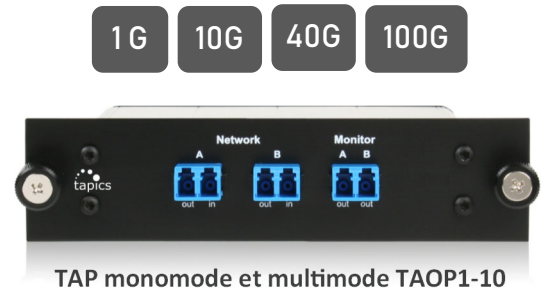 1G 10G 40G 100G
Network Monitor
A B A B
tapics
out in out in out out
TAP monomode et multimode TAOP1-10